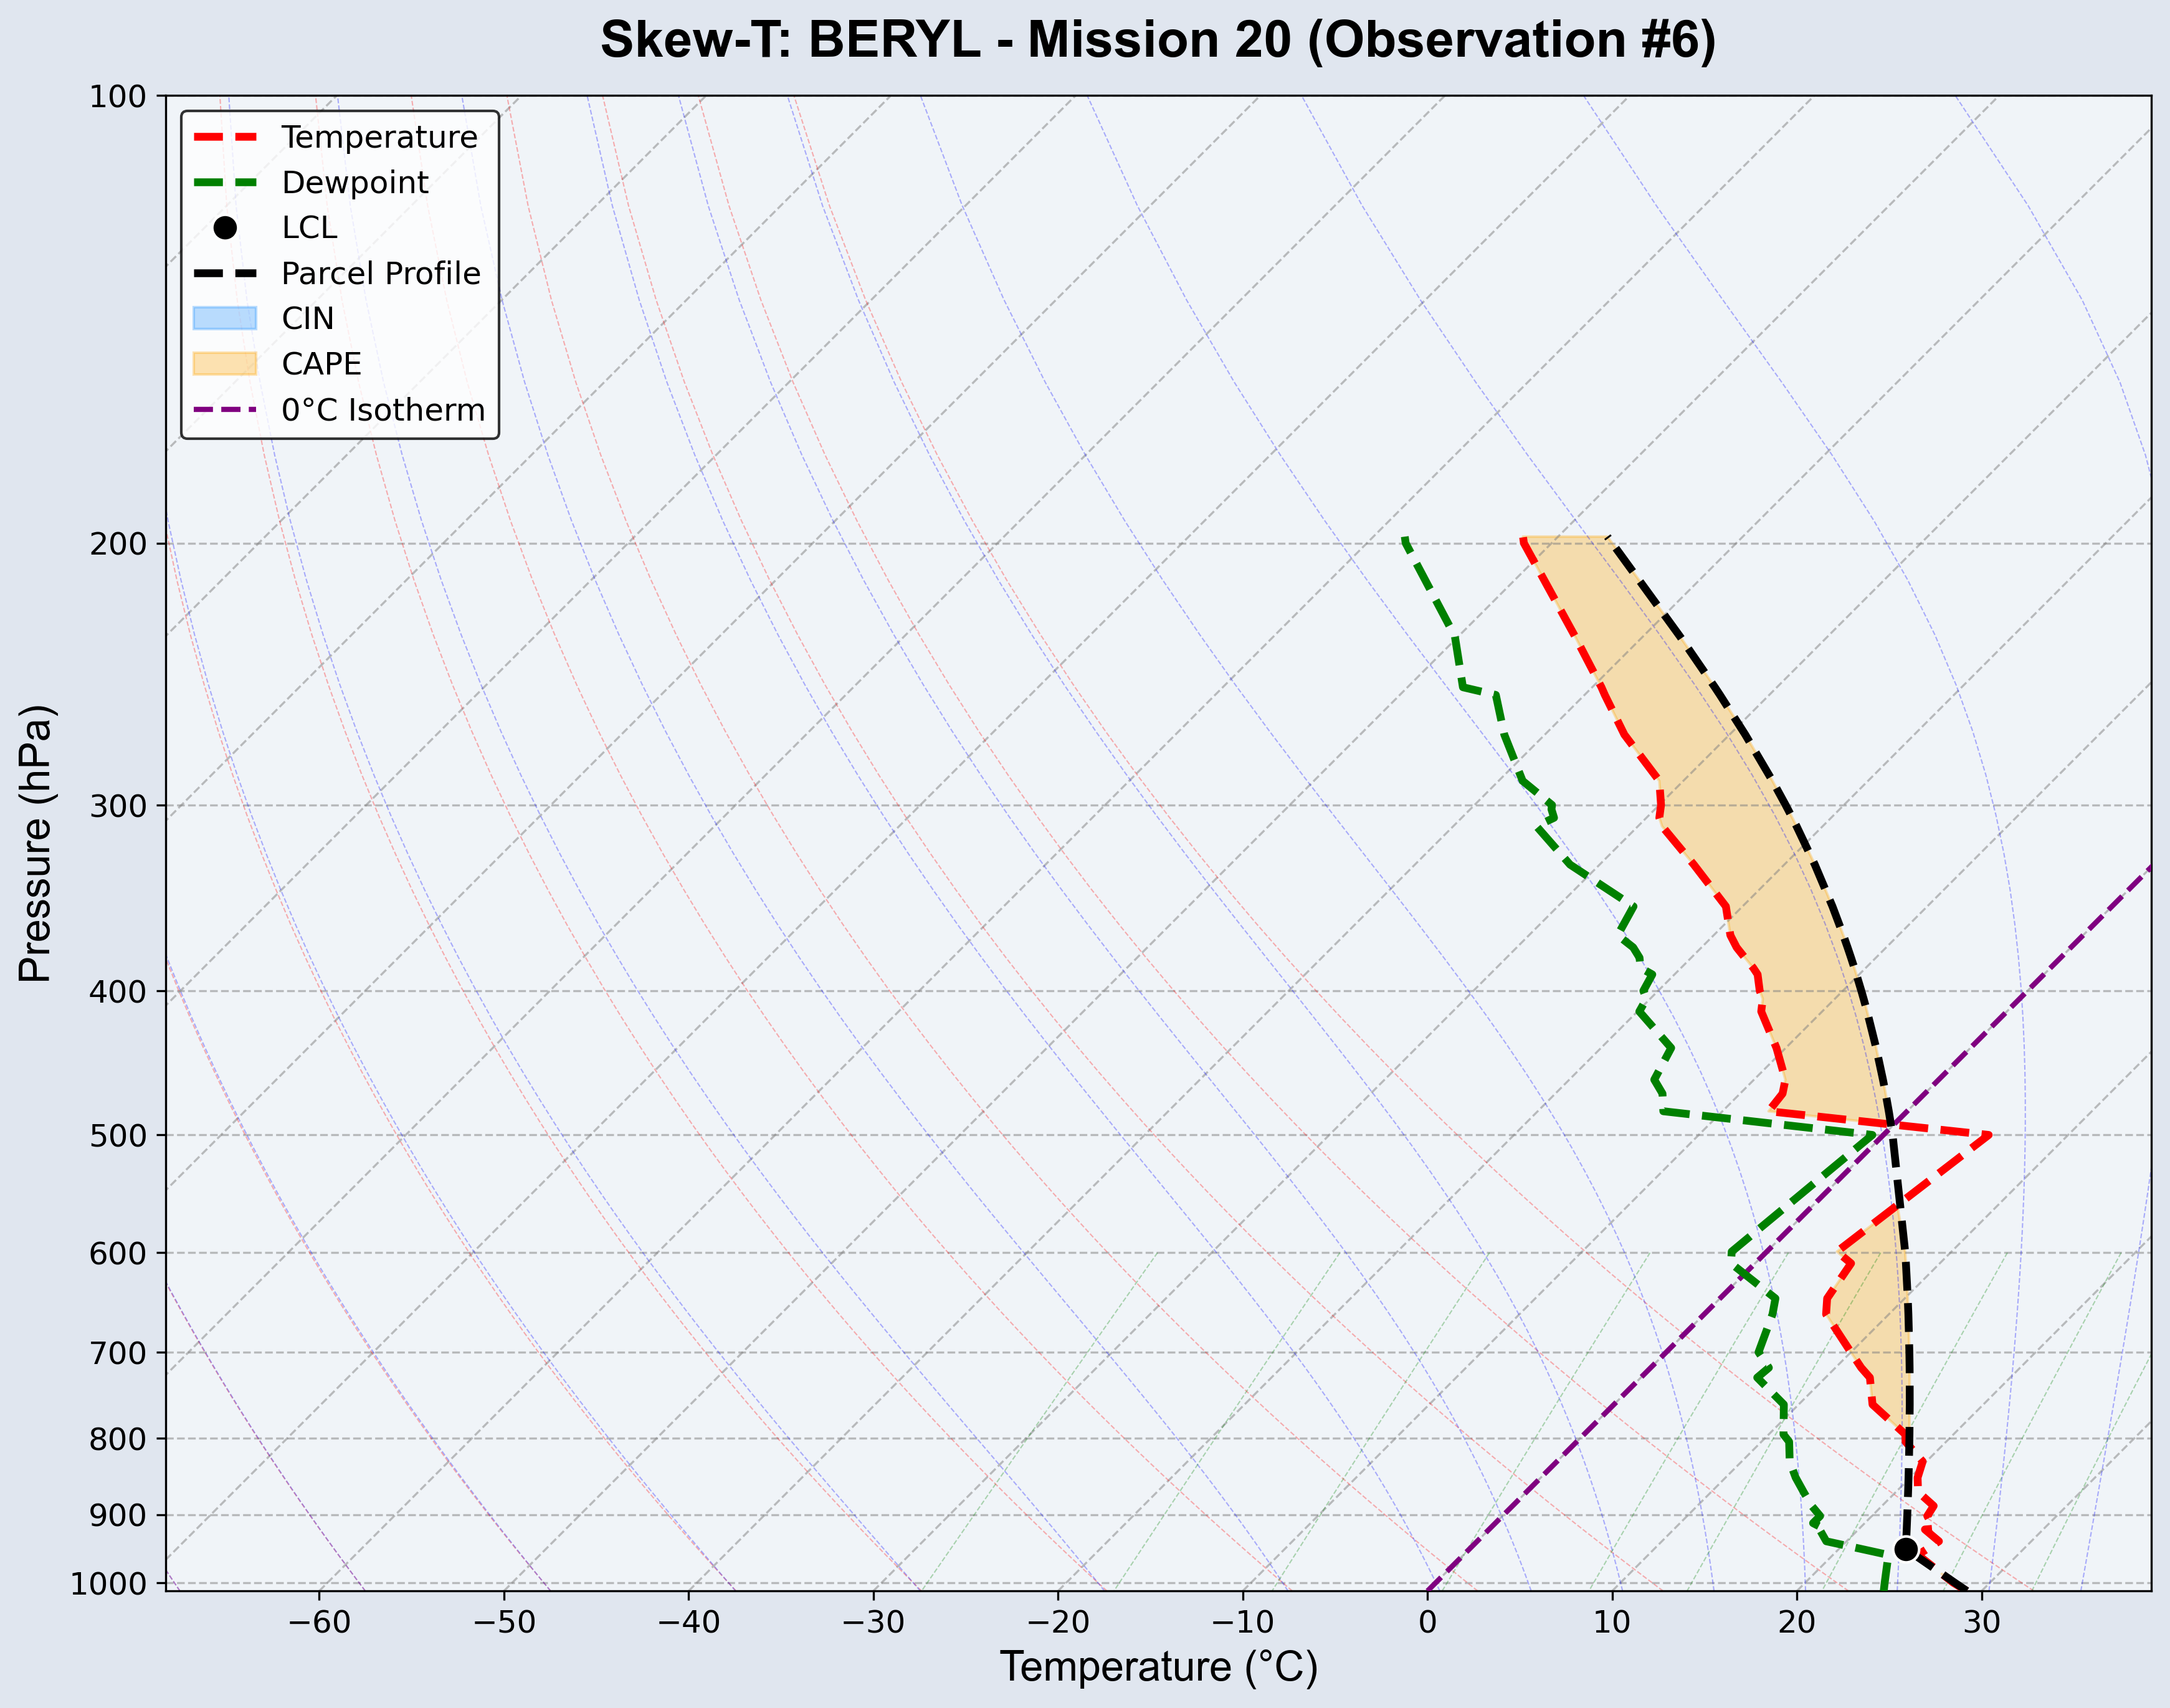 Skew-T: BERYL - Mission 20 (Observation #6)
Temperature
Dewpoint
LCL
Parcel Profile
CIN
CAPE
0°C Isotherm
Pressure (hPa)
100
200
300
400
500
600
700
800
900
1000
−60 −50 −40 −30 −20 −10 0 10 20 30
Temperature (°C)